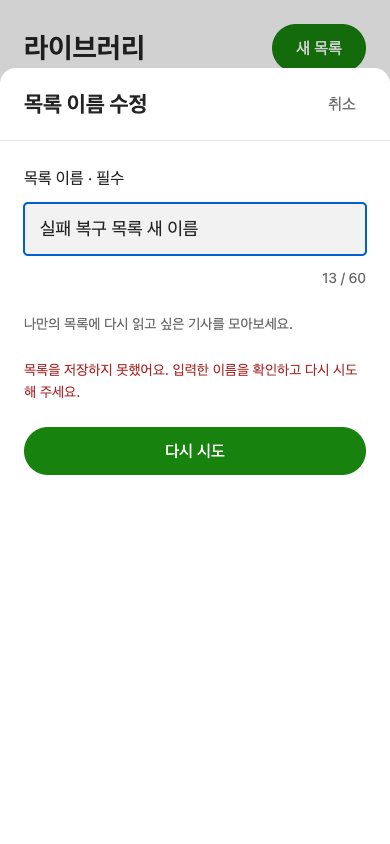 라이브러리
새 목록
목록 이름 수정
취소
목록 이름 · 필수
실패 복구 목록 새 이름
13 / 60
나만의 목록에 다시 읽고 싶은 기사를 모아보세요.
목록을 저장하지 못했어요. 입력한 이름을 확인하고 다시 시도
해 주세요.
다시 시도